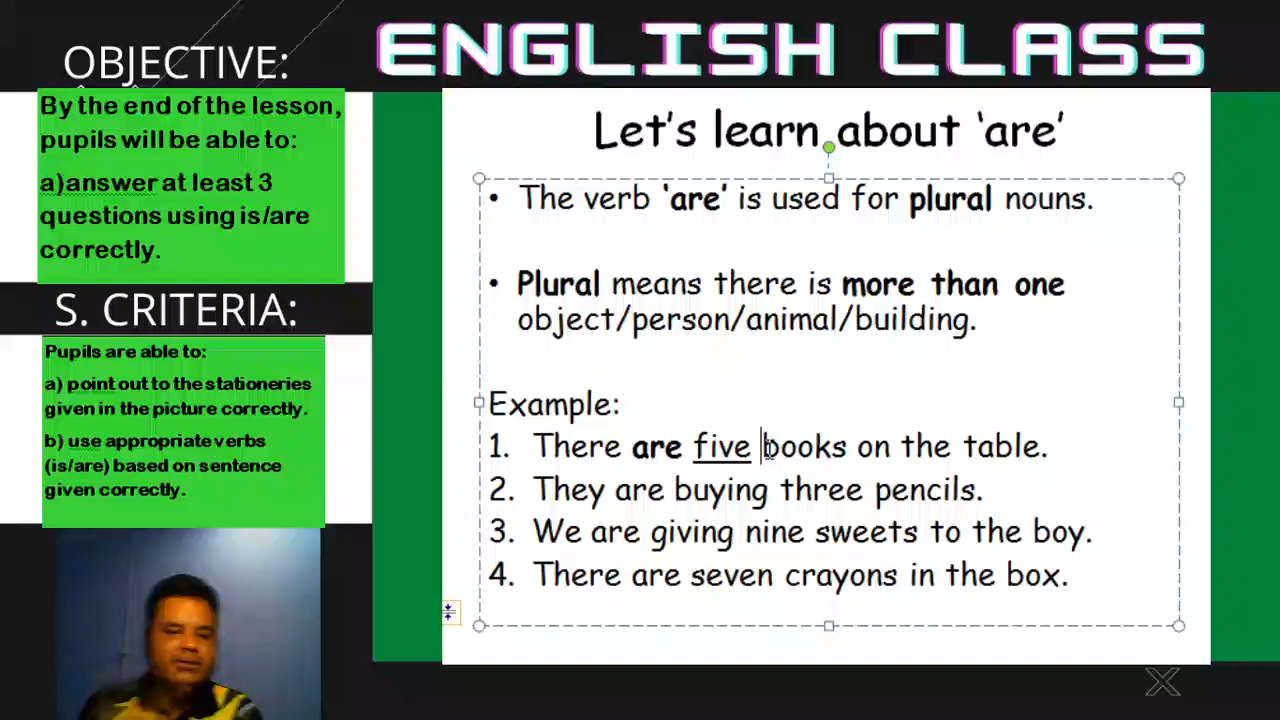 ENGLISH CLASS
OBJECTIVE:
By the end of the lesson,
pupils will be able to:
a)answer at least 3
questions using is/are
correctly.
S. CRITERIA:
Pupils are able to:
a) point out to the stationeries
given in the picture correctly.
b) use appropriate verbs
(is/are) based on sentence
given correctly.
Let's learn about 'are'
• The verb 'are' is used for plural nouns.
• Plural means there is more than one
object/person/animal/building.
Example:
1. There are five books on the table.
2. They are buying three pencils.
3. We are giving nine sweets to the boy.
4. There are seven crayons in the box.